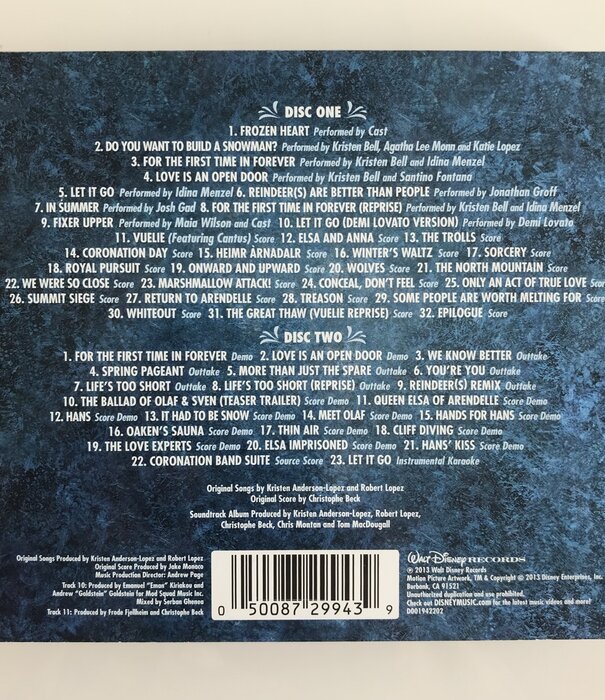 DISC ONE
1. FROZEN HEART Performed by Cast
2. DO YOU WANT TO BUILD A SNOWMAN? Performed by Kristen Bell, Agatha Lee Monn and Katie Lopez
3. FOR THE FIRST TIME IN FOREVER Performed by Kristen Bell and Idina Menzel
4. LOVE IS AN OPEN DOOR Performed by Kristen Bell and Santino Fontana
5. LET IT GO Performed by Idina Menzel 6. REINDEER(S) ARE BETTER THAN PEOPLE Performed by Jonathan Groff
7. IN SUMMER Performed by Josh Gad 8. FOR THE FIRST TIME IN FOREVER (REPRISE) Performed by Kristen Bell and Idina Menzel
9. FIXER UPPER Performed by Maia Wilson and Cast 10. LET IT GO (DEMI LOVATO VERSION) Performed by Demi Lovato
11. VUELIE (Featuring Cantus) Score 12. ELSA AND ANNA Score 13. THE TROLLS Score
14. CORONATION DAY Score 15. HEIMR ÀRNADALR Score 16. WINTER'S WALTZ Score 17. SORCERY Score
18. ROYAL PURSUIT Score 19. ONWARD AND UPWARD Score 20. WOLVES Score 21. THE NORTH MOUNTAIN Score
22. WE WERE SO CLOSE Score 23. MARSHMALLOW ATTACK! Score 24. CONCEAL, DON'T FEEL Score 25. ONLY AN ACT OF TRUE LOVE Score
26. SUMMIT SIEGE Score 27. RETURN TO ARENDELLE Score 28. TREASON Score 29. SOME PEOPLE ARE WORTH MELTING FOR Score
30. WHITEOUT Score 31. THE GREAT THAW (VUELIE REPRISE) Score 32. EPILOGUE Score
DISC TWO
1. FOR THE FIRST TIME IN FOREVER Demo 2. LOVE IS AN OPEN DOOR Demo 3. WE KNOW BETTER Outtake
4. SPRING PAGEANT Outtake 5. MORE THAN JUST THE SPARE Outtake 6. YOU'RE YOU Outtake
7. LIFE'S TOO SHORT Outtake 8. LIFE'S TOO SHORT (REPRISE) Outtake 9. REINDEER(S) REMIX Outtake
10. THE BALLAD OF OLAF & SVEN (TEASER TRAILER) Score Demo 11. QUEEN ELSA OF ARENDELLE Score Demo
12. HANS Score Demo 13. IT HAD TO BE SNOW Score Demo 14. MEET OLAF Score Demo 15. HANDS FOR HANS Score Demo
16. OAKEN'S SAUNA Score Demo 17. THIN AIR Score Demo 18. CLIFF DIVING Score Demo
19. THE LOVE EXPERTS Score Demo 20. ELSA IMPRISONED Score Demo 21. HANS' KISS Score Demo
22. CORONATION BAND SUITE Source Score 23. LET IT GO Instrumental Karaoke
Original Songs by Kristen Anderson-Lopez and Robert Lopez
Original Score by Christophe Beck
Soundtrack Album Produced by Kristen Anderson-Lopez, Robert Lopez,
Christophe Beck, Chris Montan and Tom MacDougall
Original Songs Produced by Kristen Anderson-Lopez and Robert Lopez
Original Score Produced by Jake Monaco
Music Production Director: Andrew Page
Track 10: Produced by Emanuel "Eman" Kiriakou and
Andrew "Goldstein" Goldstein for Mad Squad Music Inc.
Mixed by Serban Ghenea
Track 11: Produced by Frode Fjellheim and Christophe Beck
0 50087 29943 9
WALT DISNEY RECORDS
℗ 2013 Walt Disney Records
Motion Picture Artwork, TM & Copyright © 2013 Disney Enterprises, Inc.
Burbank, CA 91521
Unauthorized duplication and use prohibited.
Check out DISNEYMUSIC.com for the latest music videos and more!
D001942202